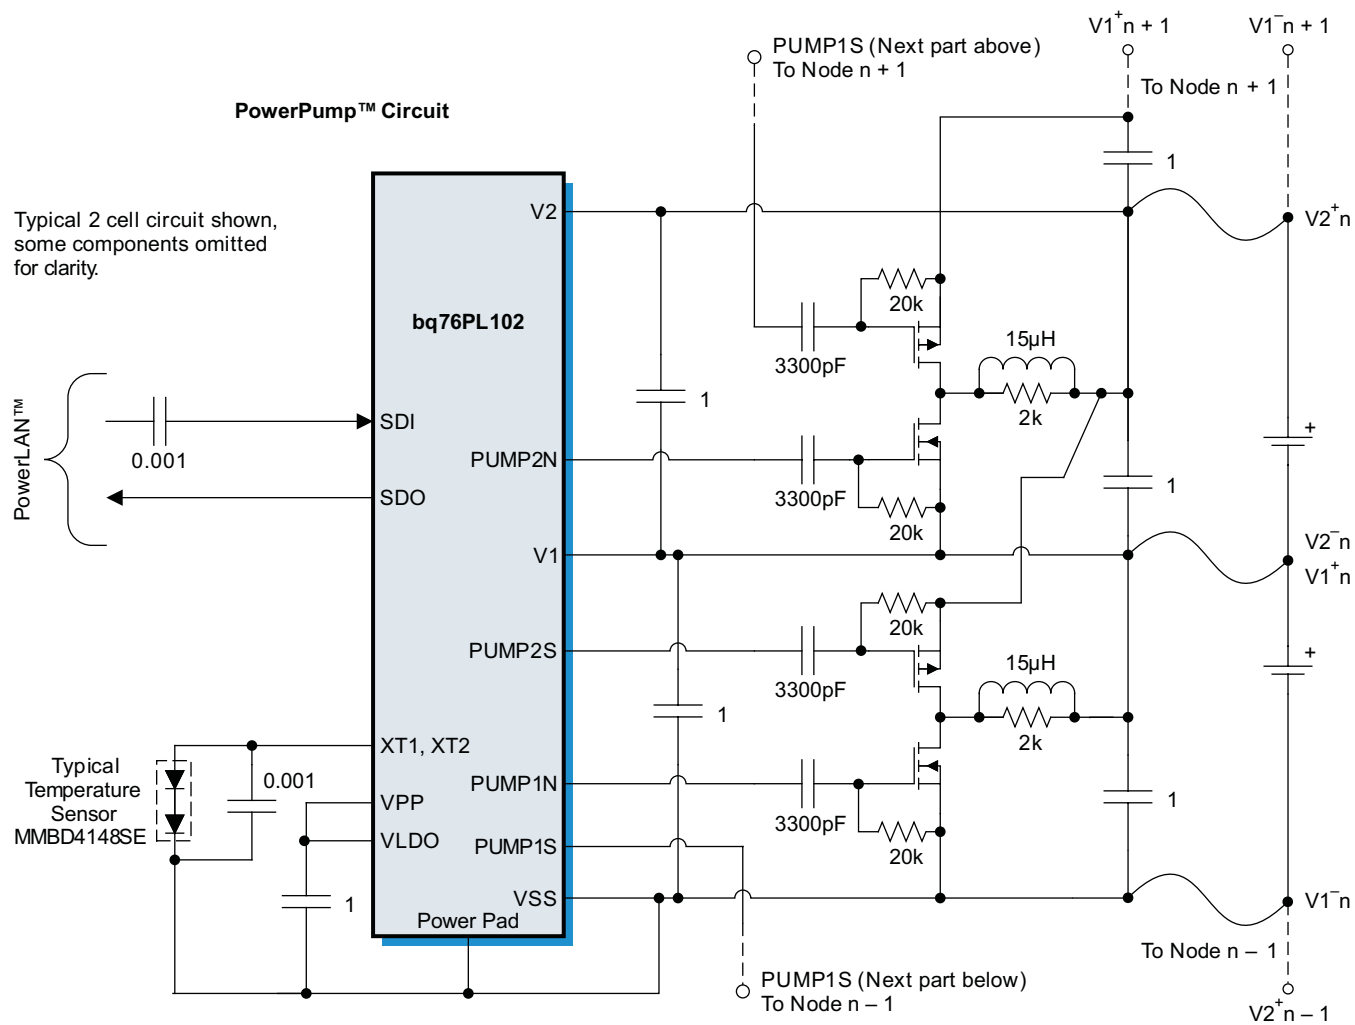 V1+n + 1
V1–n + 1
PUMP1S (Next part above)
To Node n + 1
To Node n + 1
PowerPump™ Circuit
1
Typical 2 cell circuit shown,
some components omitted
for clarity.
V2
V2+n
20k
bq76PL102
15µH
3300pF
2k
1
+
PowerLAN™
SDI
0.001
PUMP2N
1
3300pF
SDO
20k
V1
V2–n
V1+n
20k
PUMP2S
15µH
+
3300pF
1
2k
XT1, XT2
Typical
Temperature
Sensor
MMBD4148SE
0.001
PUMP1N
VPP
1
3300pF
VLDO
PUMP1S
20k
1
VSS
V1–n
Power Pad
To Node n – 1
PUMP1S (Next part below)
To Node n – 1
V2+n – 1